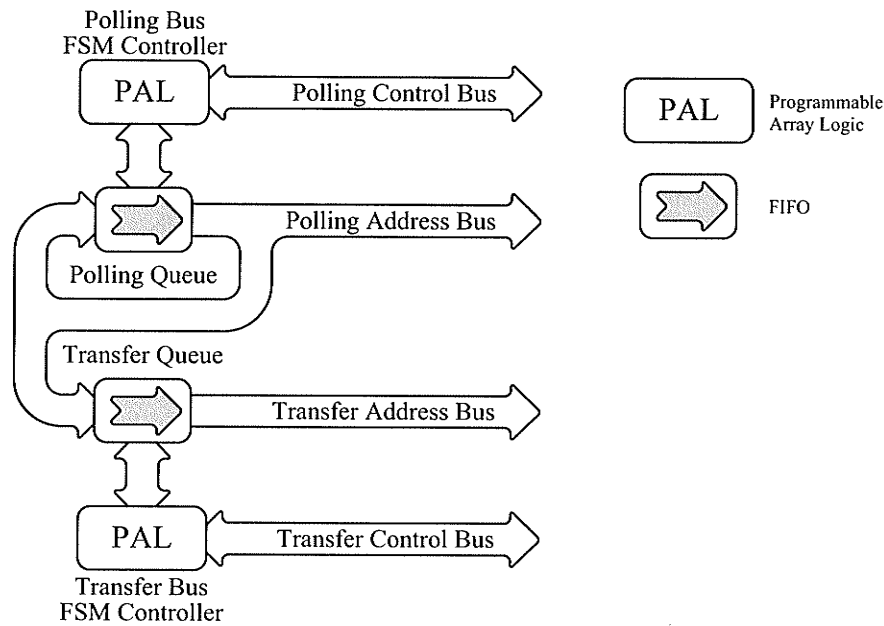 Polling Bus
FSM Controller
PAL
Polling Control Bus
Polling Address Bus
Polling Queue
Transfer Queue
Transfer Address Bus
PAL
Transfer Control Bus
Transfer Bus
FSM Controller
PAL
Programmable
Array Logic
FIFO